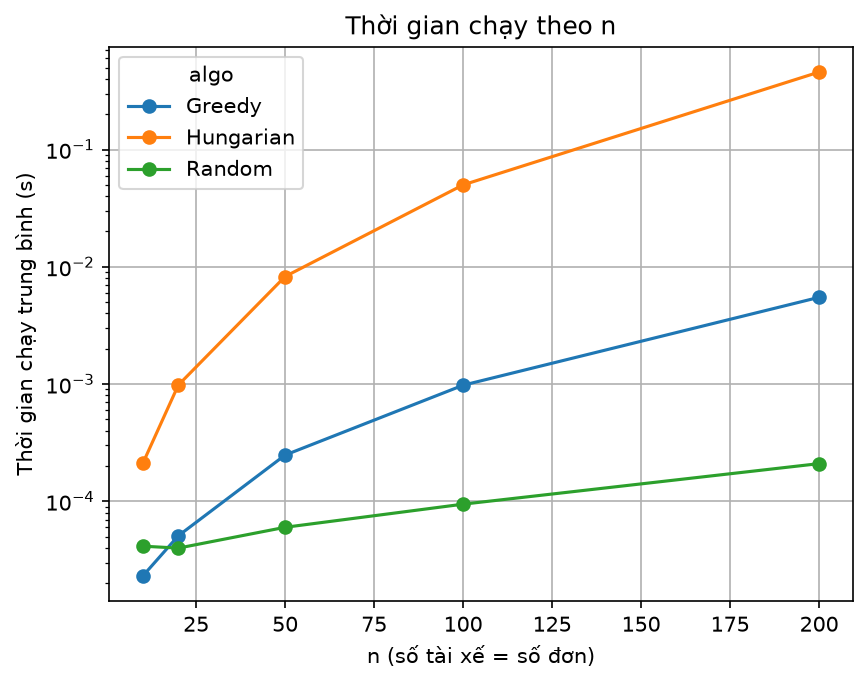 Thời gian chạy theo n
algo
Greedy
Hungarian
Random
Thời gian chạy trung bình (s)
10⁻¹
10⁻²
10⁻³
10⁻⁴
25 50 75 100 125 150 175 200
n (số tài xế = số đơn)